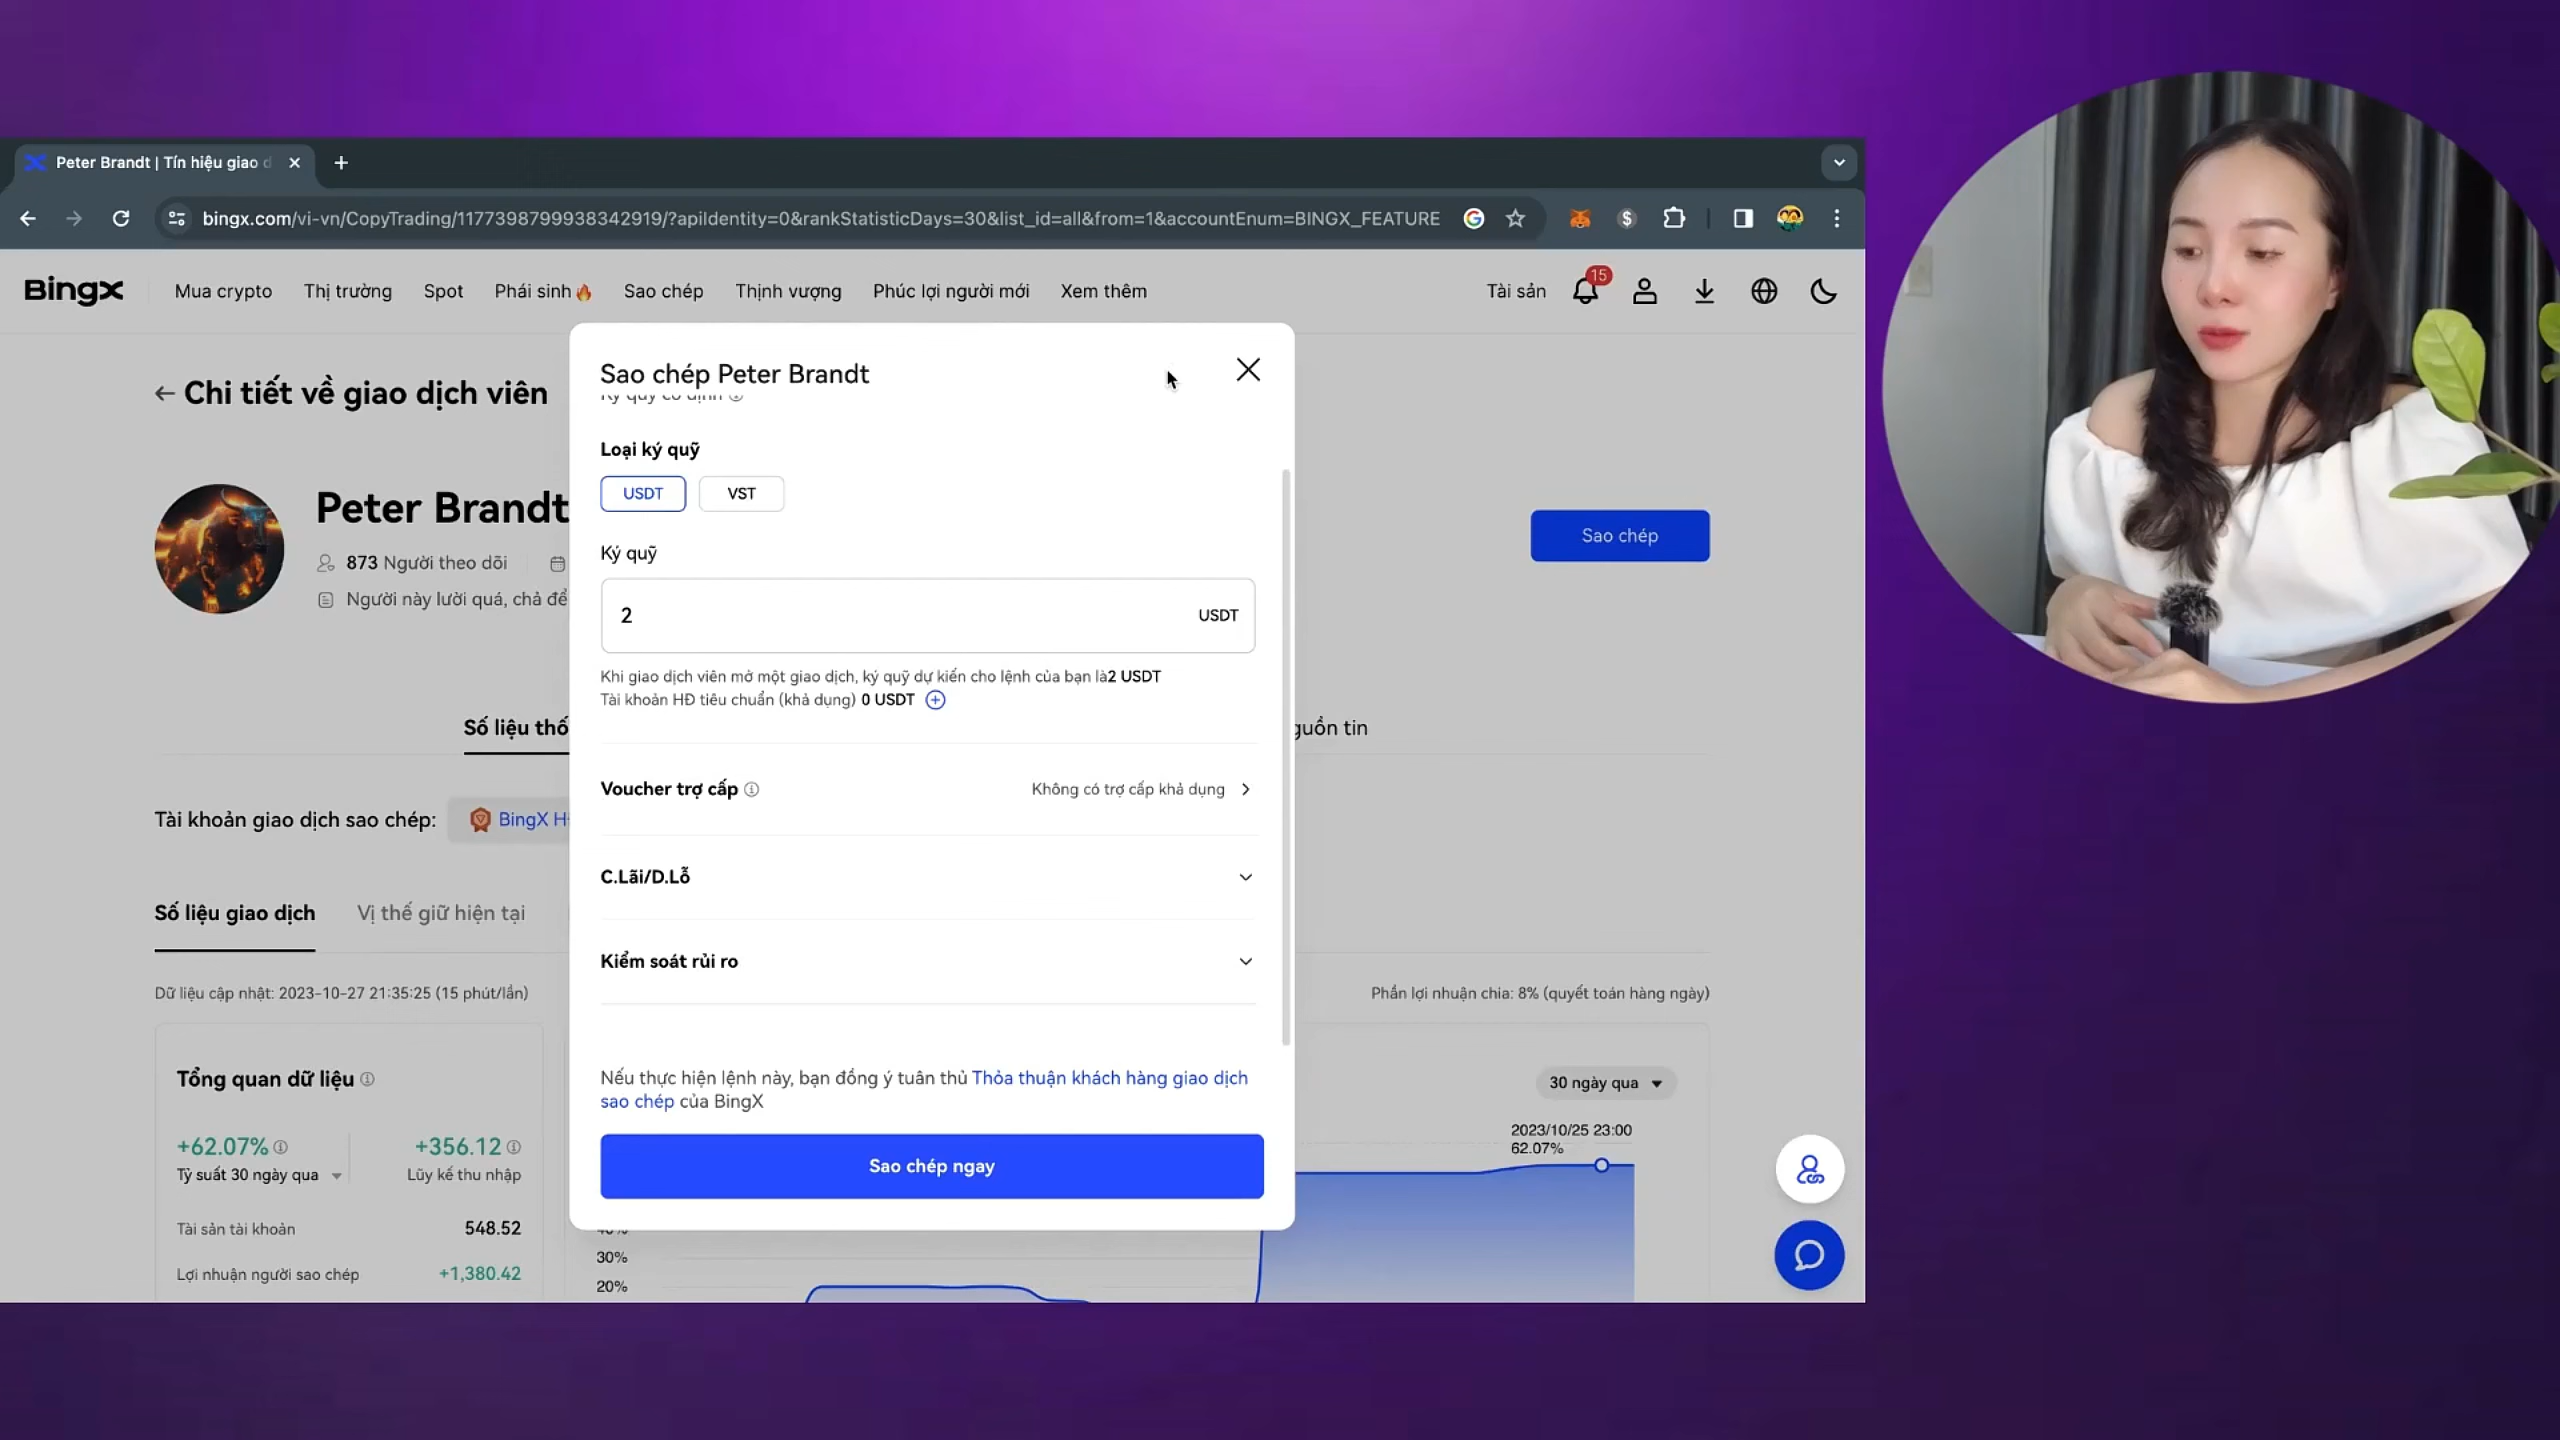 Peter Brandt | Tín hiệu giao d
bingx.com/vi-vn/CopyTrading/1177398799938342919/?apiIdentity=0&rankStatisticDays=30&list_id=all&from=1&accountEnum=BINGX_FEATURE
BingX
Mua crypto
Thị trường
Spot
Phái sinh
Sao chép
Thịnh vượng
Phúc lợi người mới
Xem thêm
Tài sản
15
Chi tiết về giao dịch viên
Peter Brandt
873 Người theo dõi
Người này lười quá, chả để
Sao chép
Số liệu thố
guồn tin
Tài khoản giao dịch sao chép:
BingX H
Số liệu giao dịch
Vị thế giữ hiện tại
Dữ liệu cập nhật: 2023-10-27 21:35:25 (15 phút/lần)
Phần lợi nhuận chia: 8% (quyết toán hàng ngày)
Tổng quan dữ liệu
+62.07%
+356.12
Tỷ suất 30 ngày qua
Lũy kế thu nhập
Tài sản tài khoản
548.52
Lợi nhuận người sao chép
+1,380.42
Sao chép Peter Brandt
Ký quỹ cố định
Loại ký quỹ
USDT
VST
Ký quỹ
2
USDT
Khi giao dịch viên mở một giao dịch, ký quỹ dự kiến cho lệnh của bạn là2 USDT
Tài khoản HĐ tiêu chuẩn (khả dụng) 0 USDT
Voucher trợ cấp
Không có trợ cấp khả dụng
C.Lãi/D.Lỗ
Kiểm soát rủi ro
Nếu thực hiện lệnh này, bạn đồng ý tuân thủ Thỏa thuận khách hàng giao dịch
sao chép của BingX
Sao chép ngay
30 ngày qua
2023/10/25 23:00
62.07%
40%
30%
20%